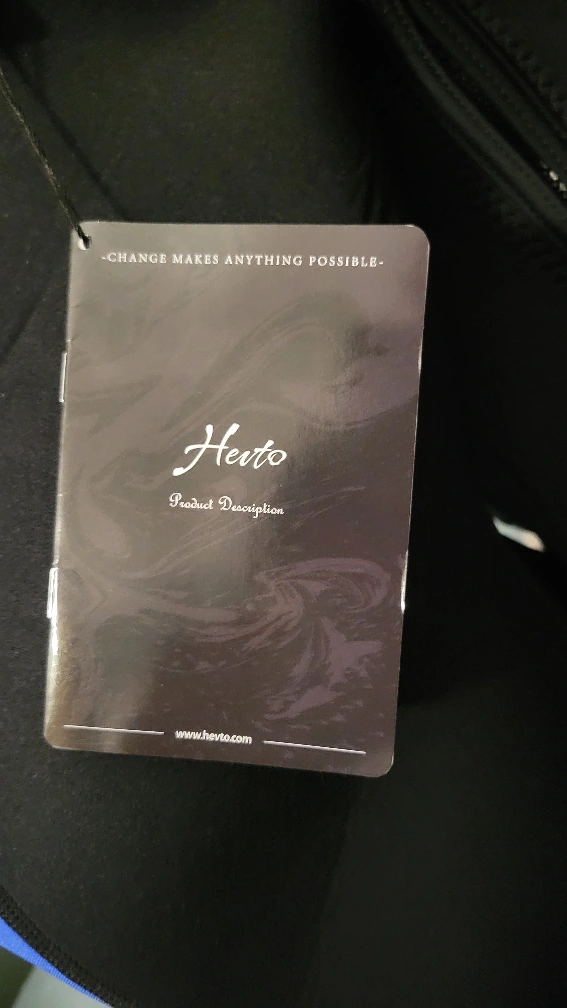 -CHANGE MAKES ANYTHING POSSIBLE-
Hevto
Product Description
www.hevto.com